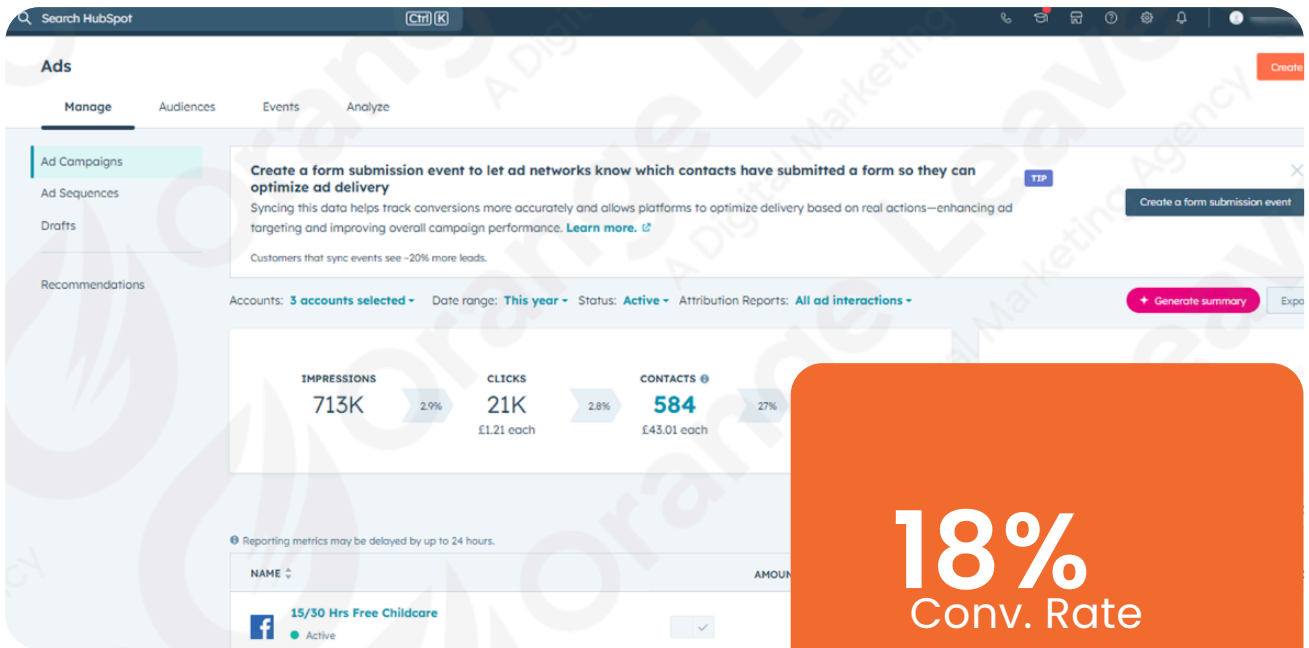 Search HubSpot
Ctrl K
Ads
Create
Manage
Audiences
Events
Analyze
Ad Campaigns
Ad Sequences
Drafts
Recommendations
Create a form submission event to let ad networks know which contacts have submitted a form so they can
optimize ad delivery
TIP
Syncing this data helps track conversions more accurately and allows platforms to optimize delivery based on real actions—enhancing ad
targeting and improving overall campaign performance. Learn more.
Customers that sync events see ~20% more leads.
Create a form submission event
Accounts: 3 accounts selected
Date range: This year
Status: Active
Attribution Reports: All ad interactions
Generate summary
Expo
IMPRESSIONS
713K
2.9%
CLICKS
21K
£1.21 each
2.8%
CONTACTS
584
£43.01 each
27%
Reporting metrics may be delayed by up to 24 hours.
NAME
AMOUN
15/30 Hrs Free Childcare
Active
18%
Conv. Rate
Orange Leave
A Digital Marketing Agency